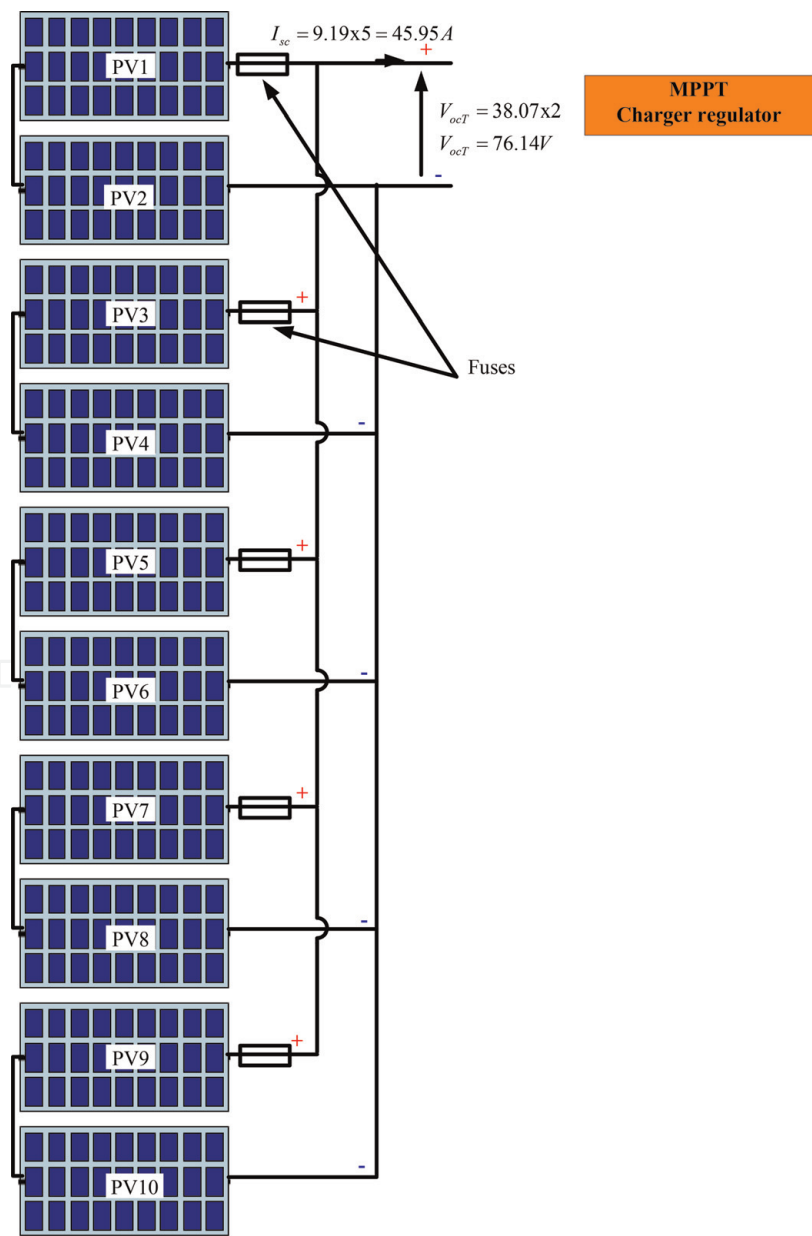 I_sc = 9.19x5 = 45.95A
+
PV1
MPPT
Charger regulator
V_ocT = 38.07x2
V_ocT = 76.14V
-
PV2
+
PV3
Fuses
-
PV4
+
PV5
-
PV6
+
PV7
-
PV8
+
PV9
-
PV10